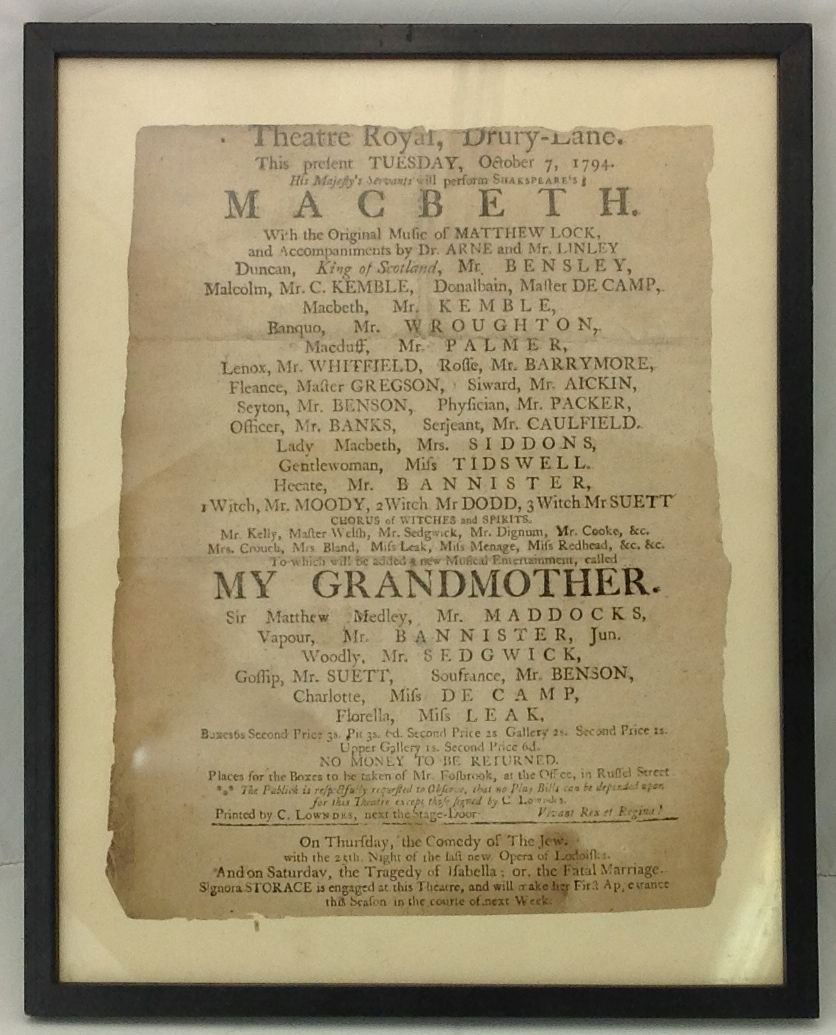 Theatre Royal, Drury-Lane.
This preſent TUESDAY, October 7, 1794.
His Majeſty's Servants will perform SHAKSPEARE's
MACBETH.
With the Original Muſic of MATTHEW LOCK,
and Accompaniments by Dr. ARNE and Mr. LINLEY
Duncan, King of Scotland, Mr. BENSLEY,
Malcolm, Mr. C. KEMBLE, Donalbain, Maſter DE CAMP,
Macbeth, Mr. KEMBLE,
Banquo, Mr. WROUGHTON,
Macduff, Mr. PALMER,
Lenox, Mr. WHITFIELD, Roſſe, Mr. BARRYMORE,
Fleance, Maſter GREGSON, Siward, Mr. AICKIN,
Seyton, Mr. BENSON, Phyſician, Mr. PACKER,
Officer, Mr. BANKS, Serjeant, Mr. CAULFIELD.
Lady Macbeth, Mrs. SIDDONS,
Gentlewoman, Miſs TIDSWELL.
Hecate, Mr. BANNISTER,
1 Witch, Mr. MOODY, 2 Witch Mr DODD, 3 Witch Mr SUETT
CHORUS of WITCHES and SPIRITS.
Mr. Kelly, Maſter Welſh, Mr. Sedgwick, Mr. Dignum, Mr. Cooke, &c.
Mrs. Crouch, Mrs Bland, Miſs Leak, Miſs Menage, Miſs Redhead, &c. &c.
To which will be added a new Muſical Entertainment, called
MY GRANDMOTHER.
Sir Matthew Medley, Mr. MADDOCKS,
Vapour, Mr. BANNISTER, Jun.
Woodly, Mr. SEDGWICK,
Goſſip, Mr. SUETT, Soufrance, Mr. BENSON,
Charlotte, Miſs DE CAMP,
Florella, Miſs LEAK,
Boxes 6s Second Price 3s. Pit 3s. 6d. Second Price 2s Gallery 2s. Second Price 1s.
Upper Gallery 1s. Second Price 6d.
NO MONEY TO BE RETURNED.
Places for the Boxes to be taken of Mr. Foſbrook, at the Office, in Ruſſel Street
*⁎* The Publick is reſpectfully requeſted to Obſerve, that no Play Bills can be depended upon
for this Theatre except thoſe ſigned by C. Lowndes.
Printed by C. LOWNDES, next the Stage-Door Vivant Rex et Regina!
On Thurſday, the Comedy of The Jew.
with the 25th. Night of the laſt new Opera of Lodoiſka.
And on Saturday, the Tragedy of Iſabella; or, the Fatal Marriage.
Signora STORACE is engaged at this Theatre, and will make her Firſt Appearance
this Seaſon in the courſe of next Week.